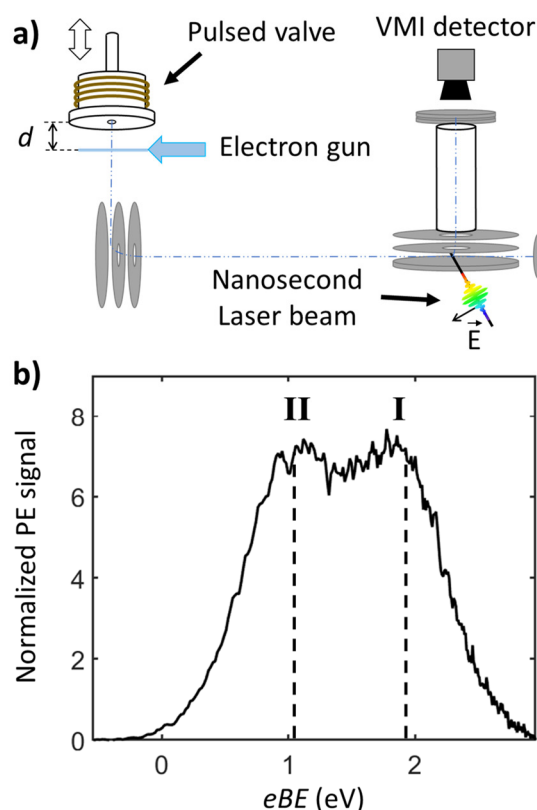 a)
Pulsed valve
VMI detector
d
Electron gun
Nanosecond
Laser beam
E
b)
II
I
8
6
4
2
0
Normalized PE signal
0
1
2
eBE (eV)